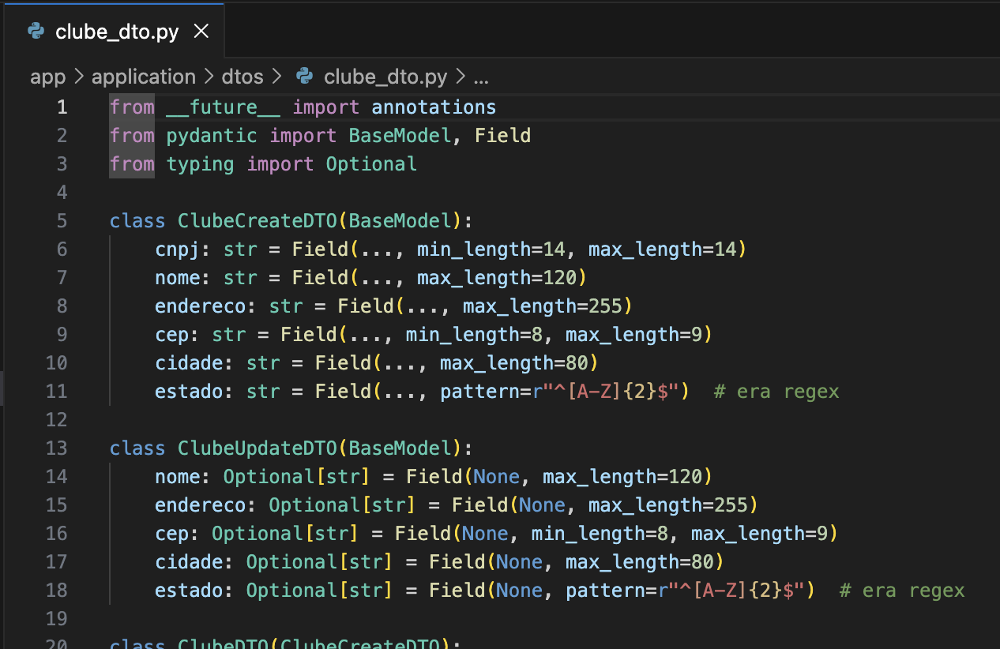 clube_dto.py
app > application > dtos > clube_dto.py > ...
1 from __future__ import annotations
2 from pydantic import BaseModel, Field
3 from typing import Optional
4
5 class ClubeCreateDTO(BaseModel):
6     cnpj: str = Field(..., min_length=14, max_length=14)
7     nome: str = Field(..., max_length=120)
8     endereco: str = Field(..., max_length=255)
9     cep: str = Field(..., min_length=8, max_length=9)
10     cidade: str = Field(..., max_length=80)
11     estado: str = Field(..., pattern=r"^[A-Z]{2}$")  # era regex
12
13 class ClubeUpdateDTO(BaseModel):
14     nome: Optional[str] = Field(None, max_length=120)
15     endereco: Optional[str] = Field(None, max_length=255)
16     cep: Optional[str] = Field(None, min_length=8, max_length=9)
17     cidade: Optional[str] = Field(None, max_length=80)
18     estado: Optional[str] = Field(None, pattern=r"^[A-Z]{2}$")  # era regex
19
20 class ClubeDTO(ClubeCreateDTO):